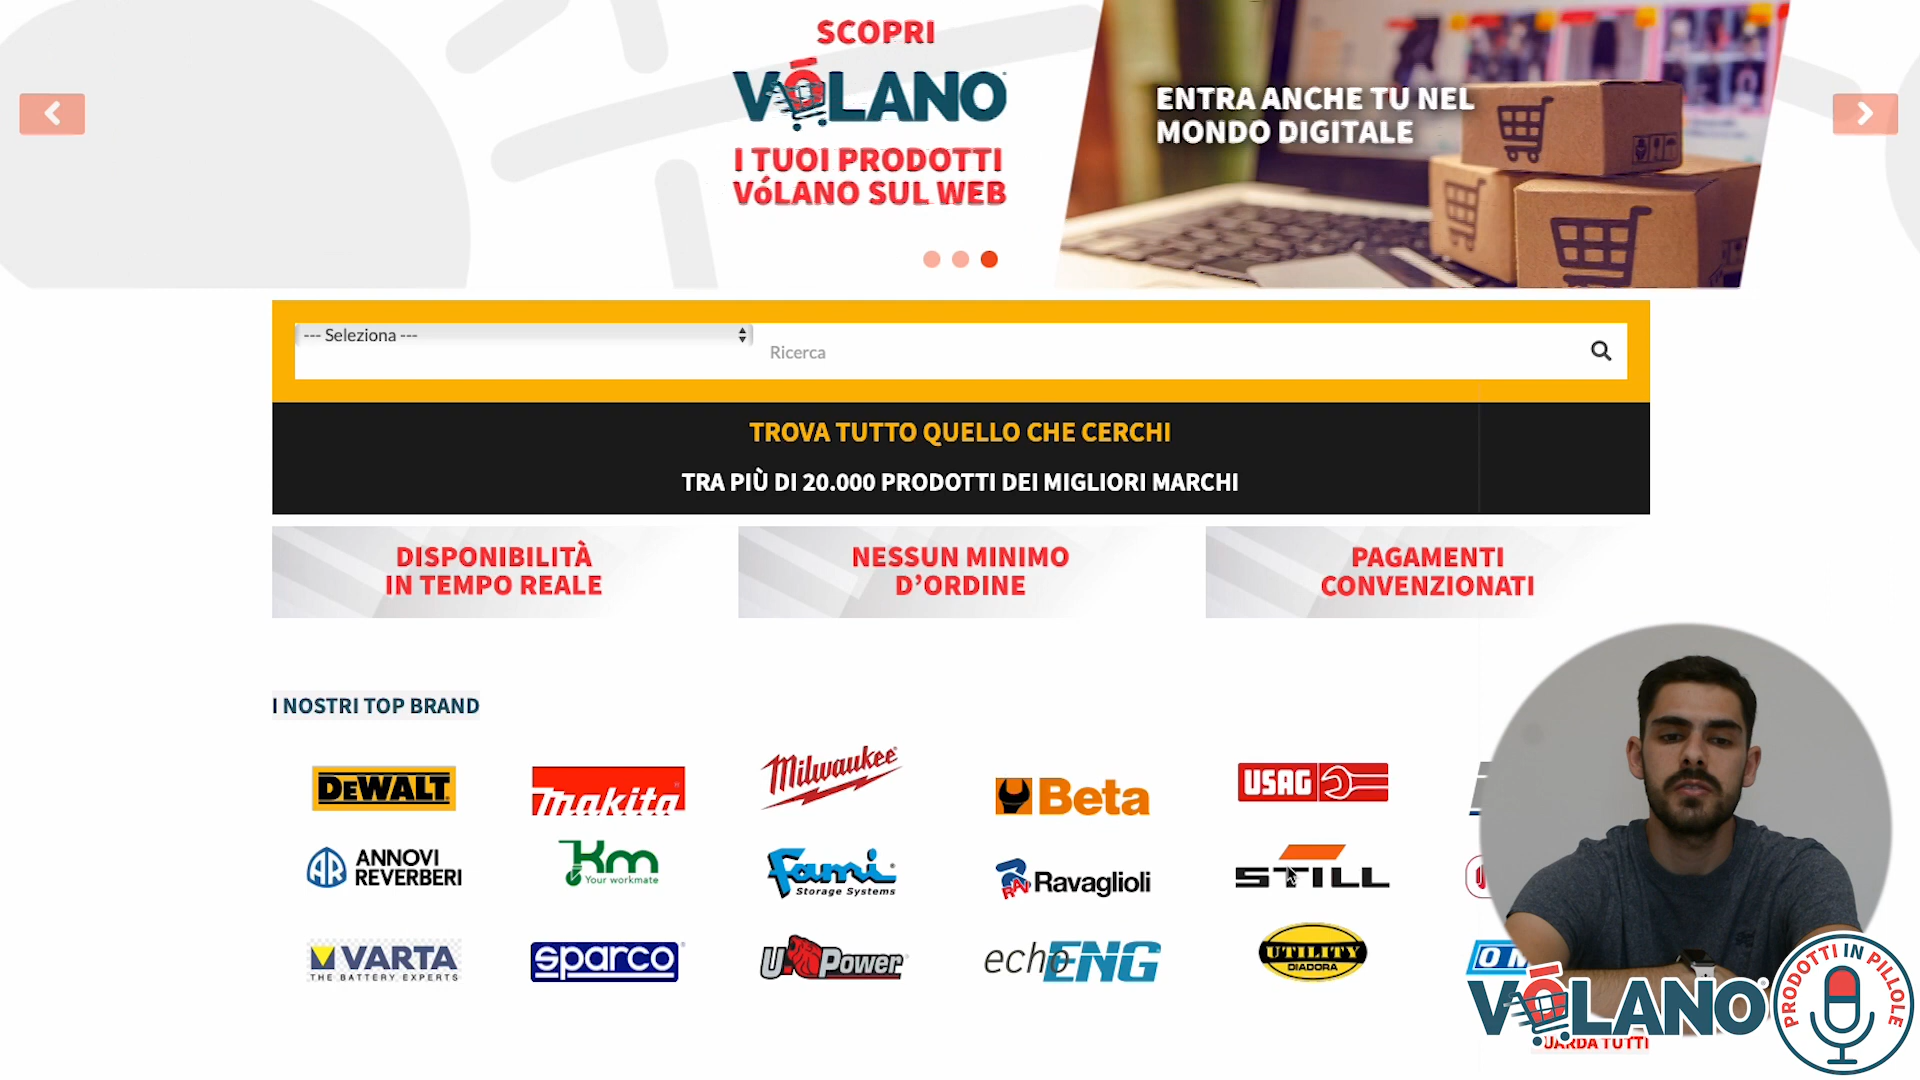 SCOPRI
VóLANO
I TUOI PRODOTTI
VóLANO SUL WEB
ENTRA ANCHE TU NEL
MONDO DIGITALE
--- Seleziona ---
Ricerca
TROVA TUTTO QUELLO CHE CERCHI
TRA PIÙ DI 20.000 PRODOTTI DEI MIGLIORI MARCHI
DISPONIBILITÀ
IN TEMPO REALE
NESSUN MINIMO
D'ORDINE
PAGAMENTI
CONVENZIONATI
I NOSTRI TOP BRAND
DEWALT
makita
Milwaukee
Beta
USAG
ANNOVI
REVERBERI
Km
Your workmate
Fami
Storage Systems
RAV Ravaglioli
STILL
VARTA
THE BATTERY EXPERTS
sparco
U-Power
echoENG
UTILITY
DIADORA
VóLANO
PRODOTTI IN PILLOLE
TUTTI